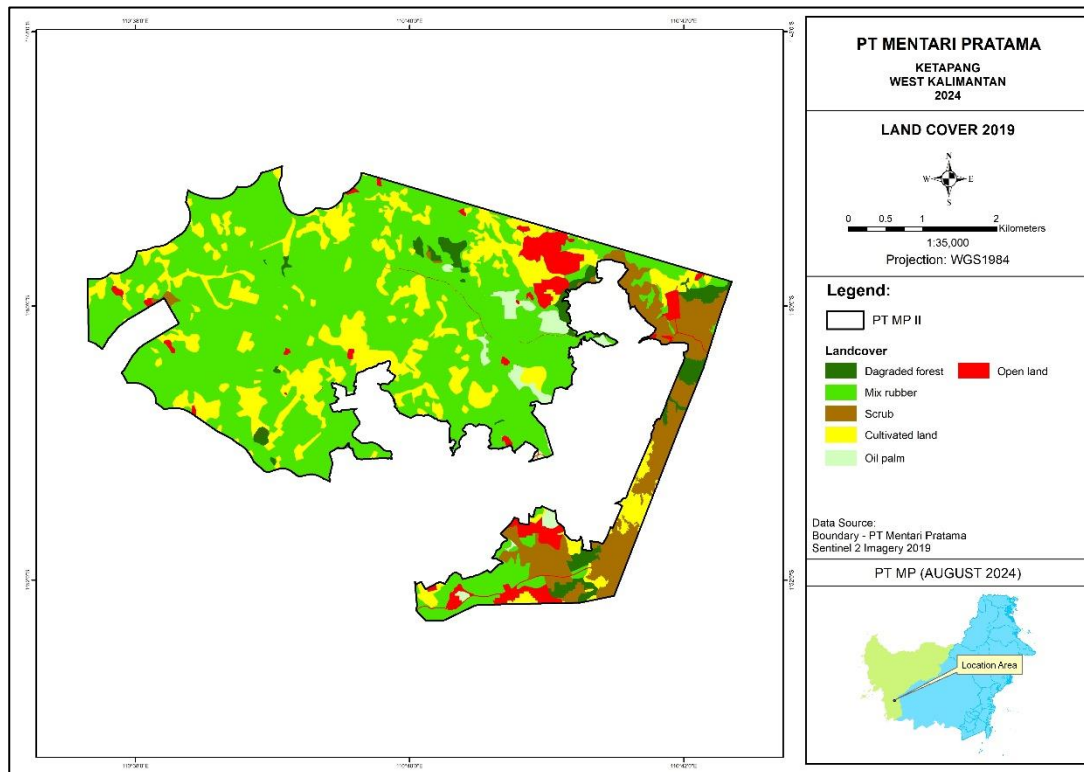 PT MENTARI PRATAMA
KETAPANG
WEST KALIMANTAN
2024
LAND COVER 2019
N
W E
S
0 0.5 1 2
Kilometers
1:35,000
Projection: WGS1984
Legend:
PT MP II
Landcover
Dagraded forest
Open land
Mix rubber
Scrub
Cultivated land
Oil palm
Data Source:
Boundary - PT Mentari Pratama
Sentinel 2 Imagery 2019
PT MP (AUGUST 2024)
Location Area